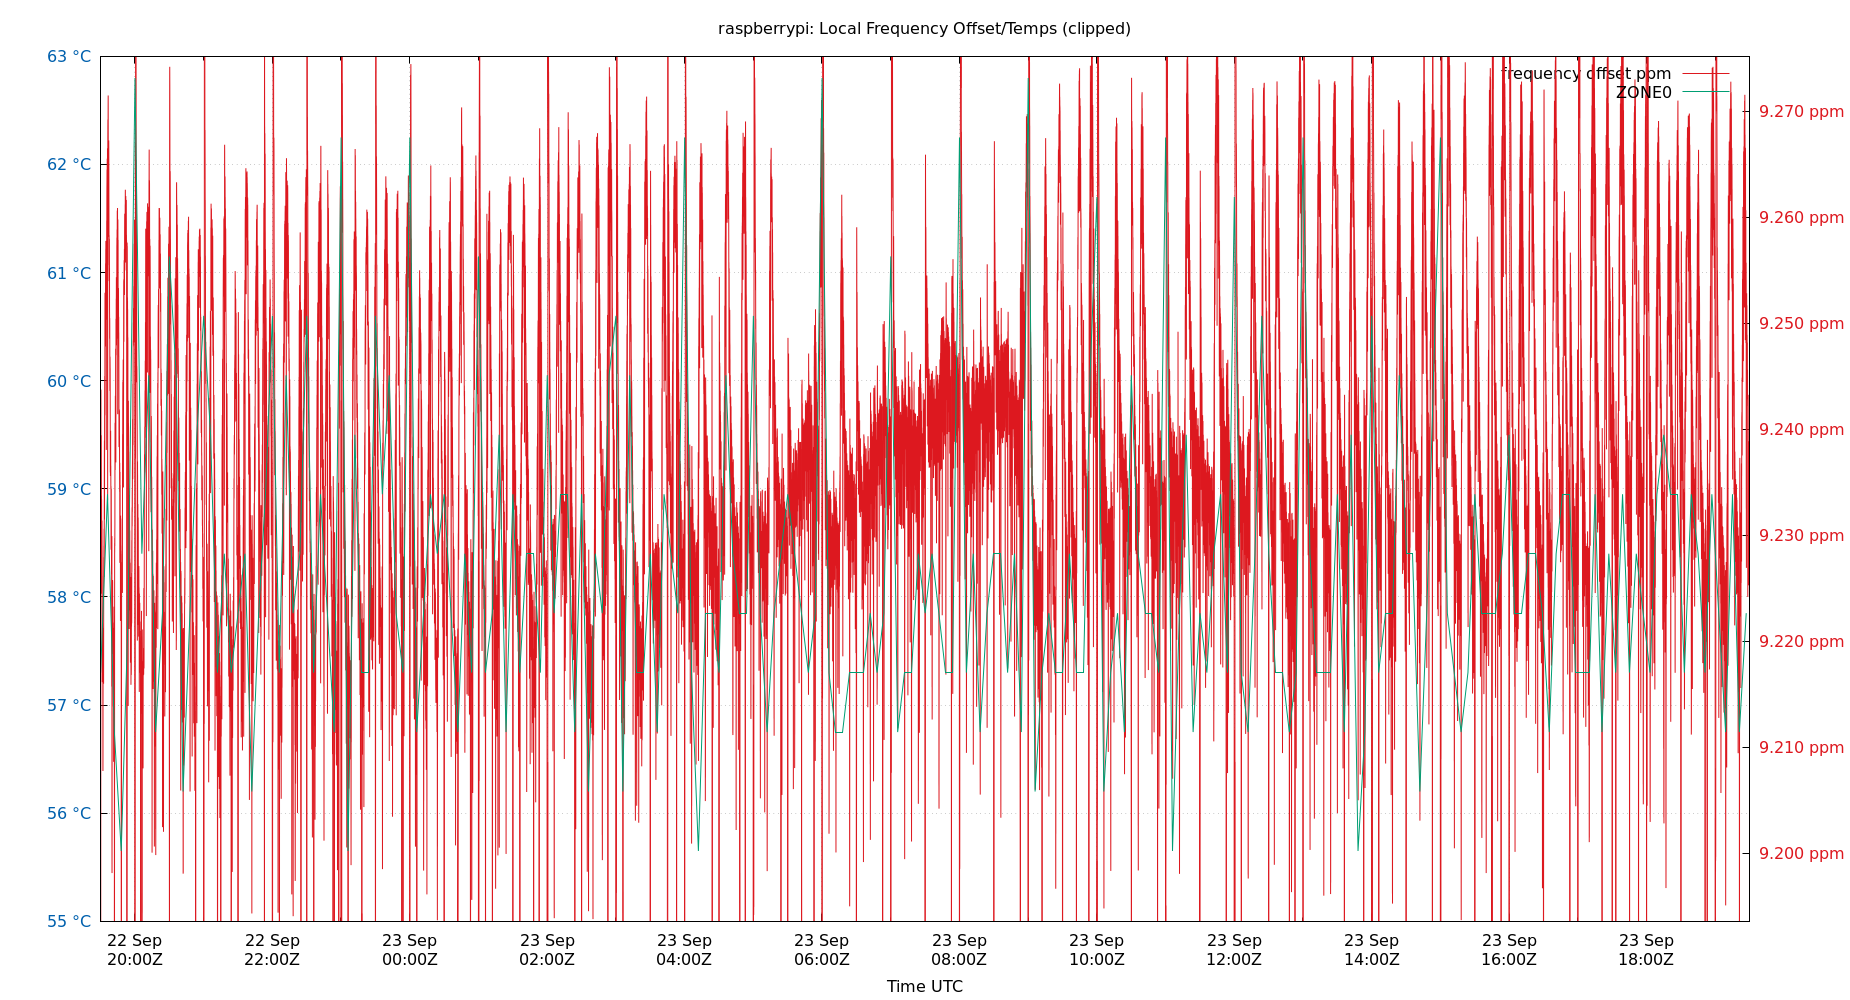 raspberrypi: Local Frequency Offset/Temps (clipped)
frequency offset ppm
ZONE0
63 °C
62 °C
61 °C
60 °C
59 °C
58 °C
57 °C
56 °C
55 °C
9.270 ppm
9.260 ppm
9.250 ppm
9.240 ppm
9.230 ppm
9.220 ppm
9.210 ppm
9.200 ppm
22 Sep 22 Sep 23 Sep 23 Sep 23 Sep 23 Sep 23 Sep 23 Sep 23 Sep 23 Sep 23 Sep 23 Sep
20:00Z 22:00Z 00:00Z 02:00Z 04:00Z 06:00Z 08:00Z 10:00Z 12:00Z 14:00Z 16:00Z 18:00Z
Time UTC